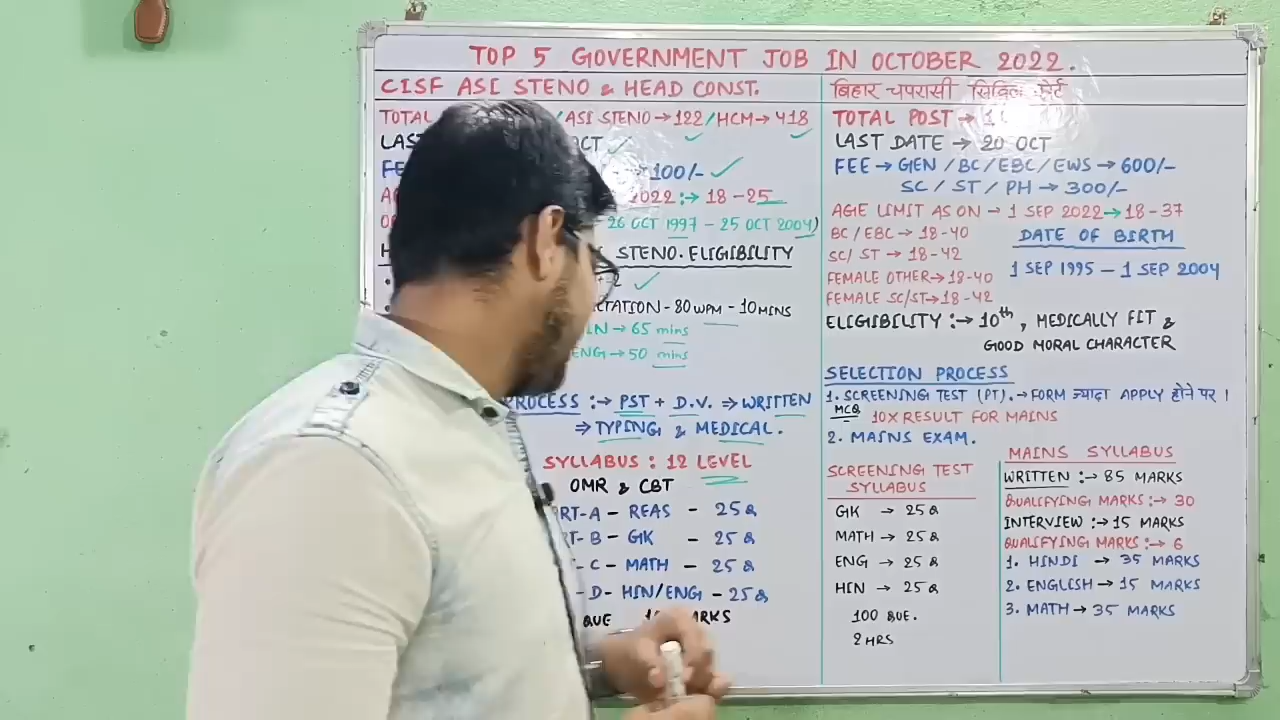 TOP 5 GOVERNMENT JOB IN OCTOBER 2022.
CISF ASI STENO & HEAD CONST.
TOTAL /ASI STENO → 122 / HCM → 418
LAST OCT
100/-
2022 :→ 18 - 25
26 OCT 1997 - 25 OCT 2004)
STENO. ELIGIBILITY
- 80 WPM - 10 MINS
→ 65 mins
ENG → 50 mins
PROCESS :→ PST + D.V. ⇒ WRITTEN
⇒ TYPING & MEDICAL.
SYLLABUS : 12 LEVEL
OMR & CBT
- A - REAS - 25 Q
- B - GK - 25 Q
- C - MATH - 25 Q
- D - HIN/ENG - 25 Q
QUE
बिहार चपरासी सिविल कोर्ट
TOTAL POST →
LAST DATE → 20 OCT
FEE → GEN / BC / EBC / EWS → 600/-
SC / ST / PH → 300/-
AGE LIMIT AS ON - 1 SEP 2022 → 18 - 37
BC / EBC → 18-40
SC/ ST → 18-42
FEMALE OTHER → 18-40
FEMALE SC/ST → 18-42
DATE OF BIRTH
1 SEP 1995 - 1 SEP 2004
ELIGIBILITY :→ 10th, MEDICALLY FIT &
GOOD MORAL CHARACTER
SELECTION PROCESS
1. SCREENING TEST (PT). → FORM ज्यादा APPLY होने पर ।
MCQ 10X RESULT FOR MAINS
2. MAINS EXAM.
SCREENING TEST
SYLLABUS
GK → 25 Q
MATH → 25 Q
ENG → 25 Q
HIN → 25 Q
100 QUE.
2 HRS
MAINS SYLLABUS
WRITTEN :→ 85 MARKS
QUALIFYING MARKS :→ 30
INTERVIEW :→ 15 MARKS
QUALIFYING MARKS :→ 6
1. HINDI → 35 MARKS
2. ENGLISH → 15 MARKS
3. MATH → 35 MARKS